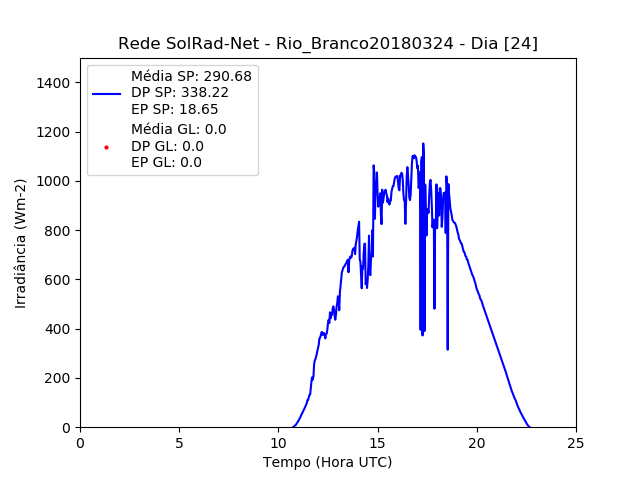 Rede SolRad-Net - Rio_Branco20180324 - Dia [24]
Média SP: 290.68
DP SP: 338.22
EP SP: 18.65
Média GL: 0.0
DP GL: 0.0
EP GL: 0.0
Irradiância (Wm-2)
1400
1200
1000
800
600
400
200
0
0 5 10 15 20 25
Tempo (Hora UTC)